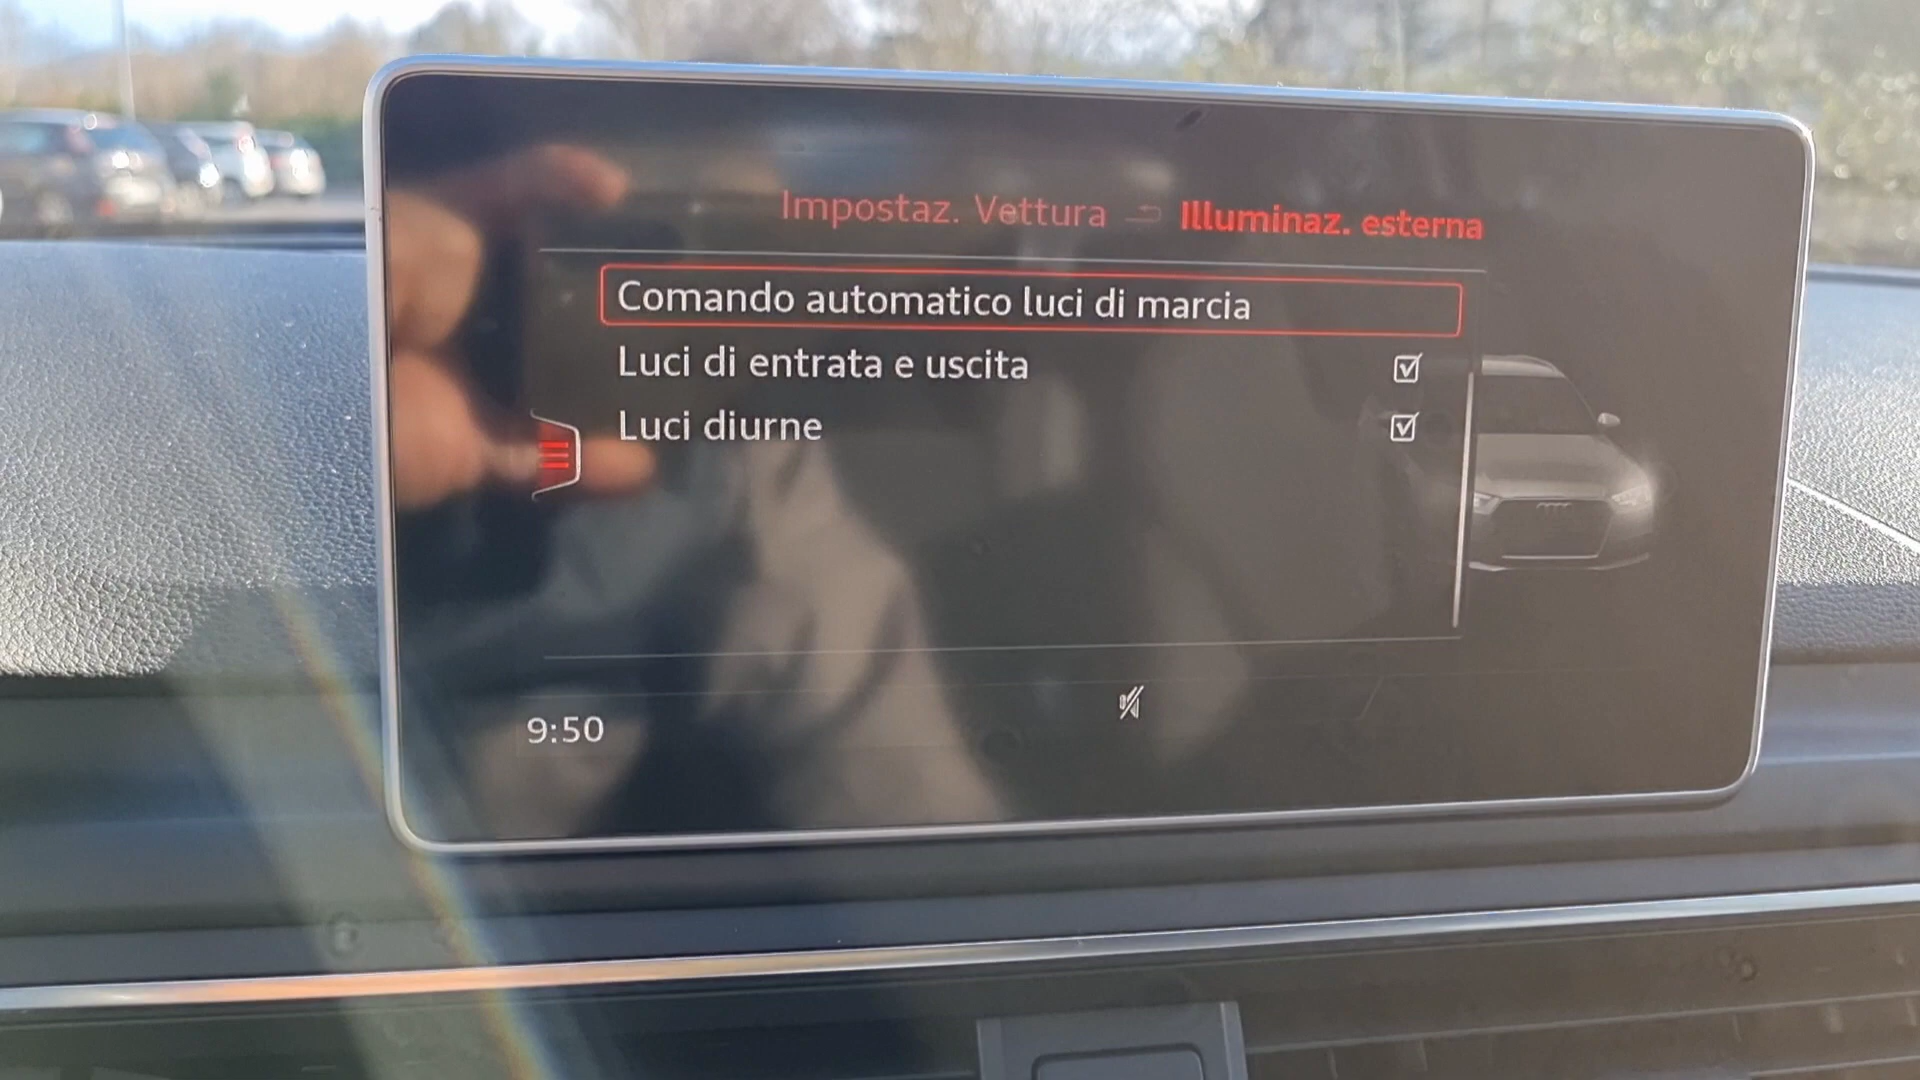 Impostaz. Vettura Illuminaz. esterna
Comando automatico luci di marcia
Luci di entrata e uscita
Luci diurne
9:50